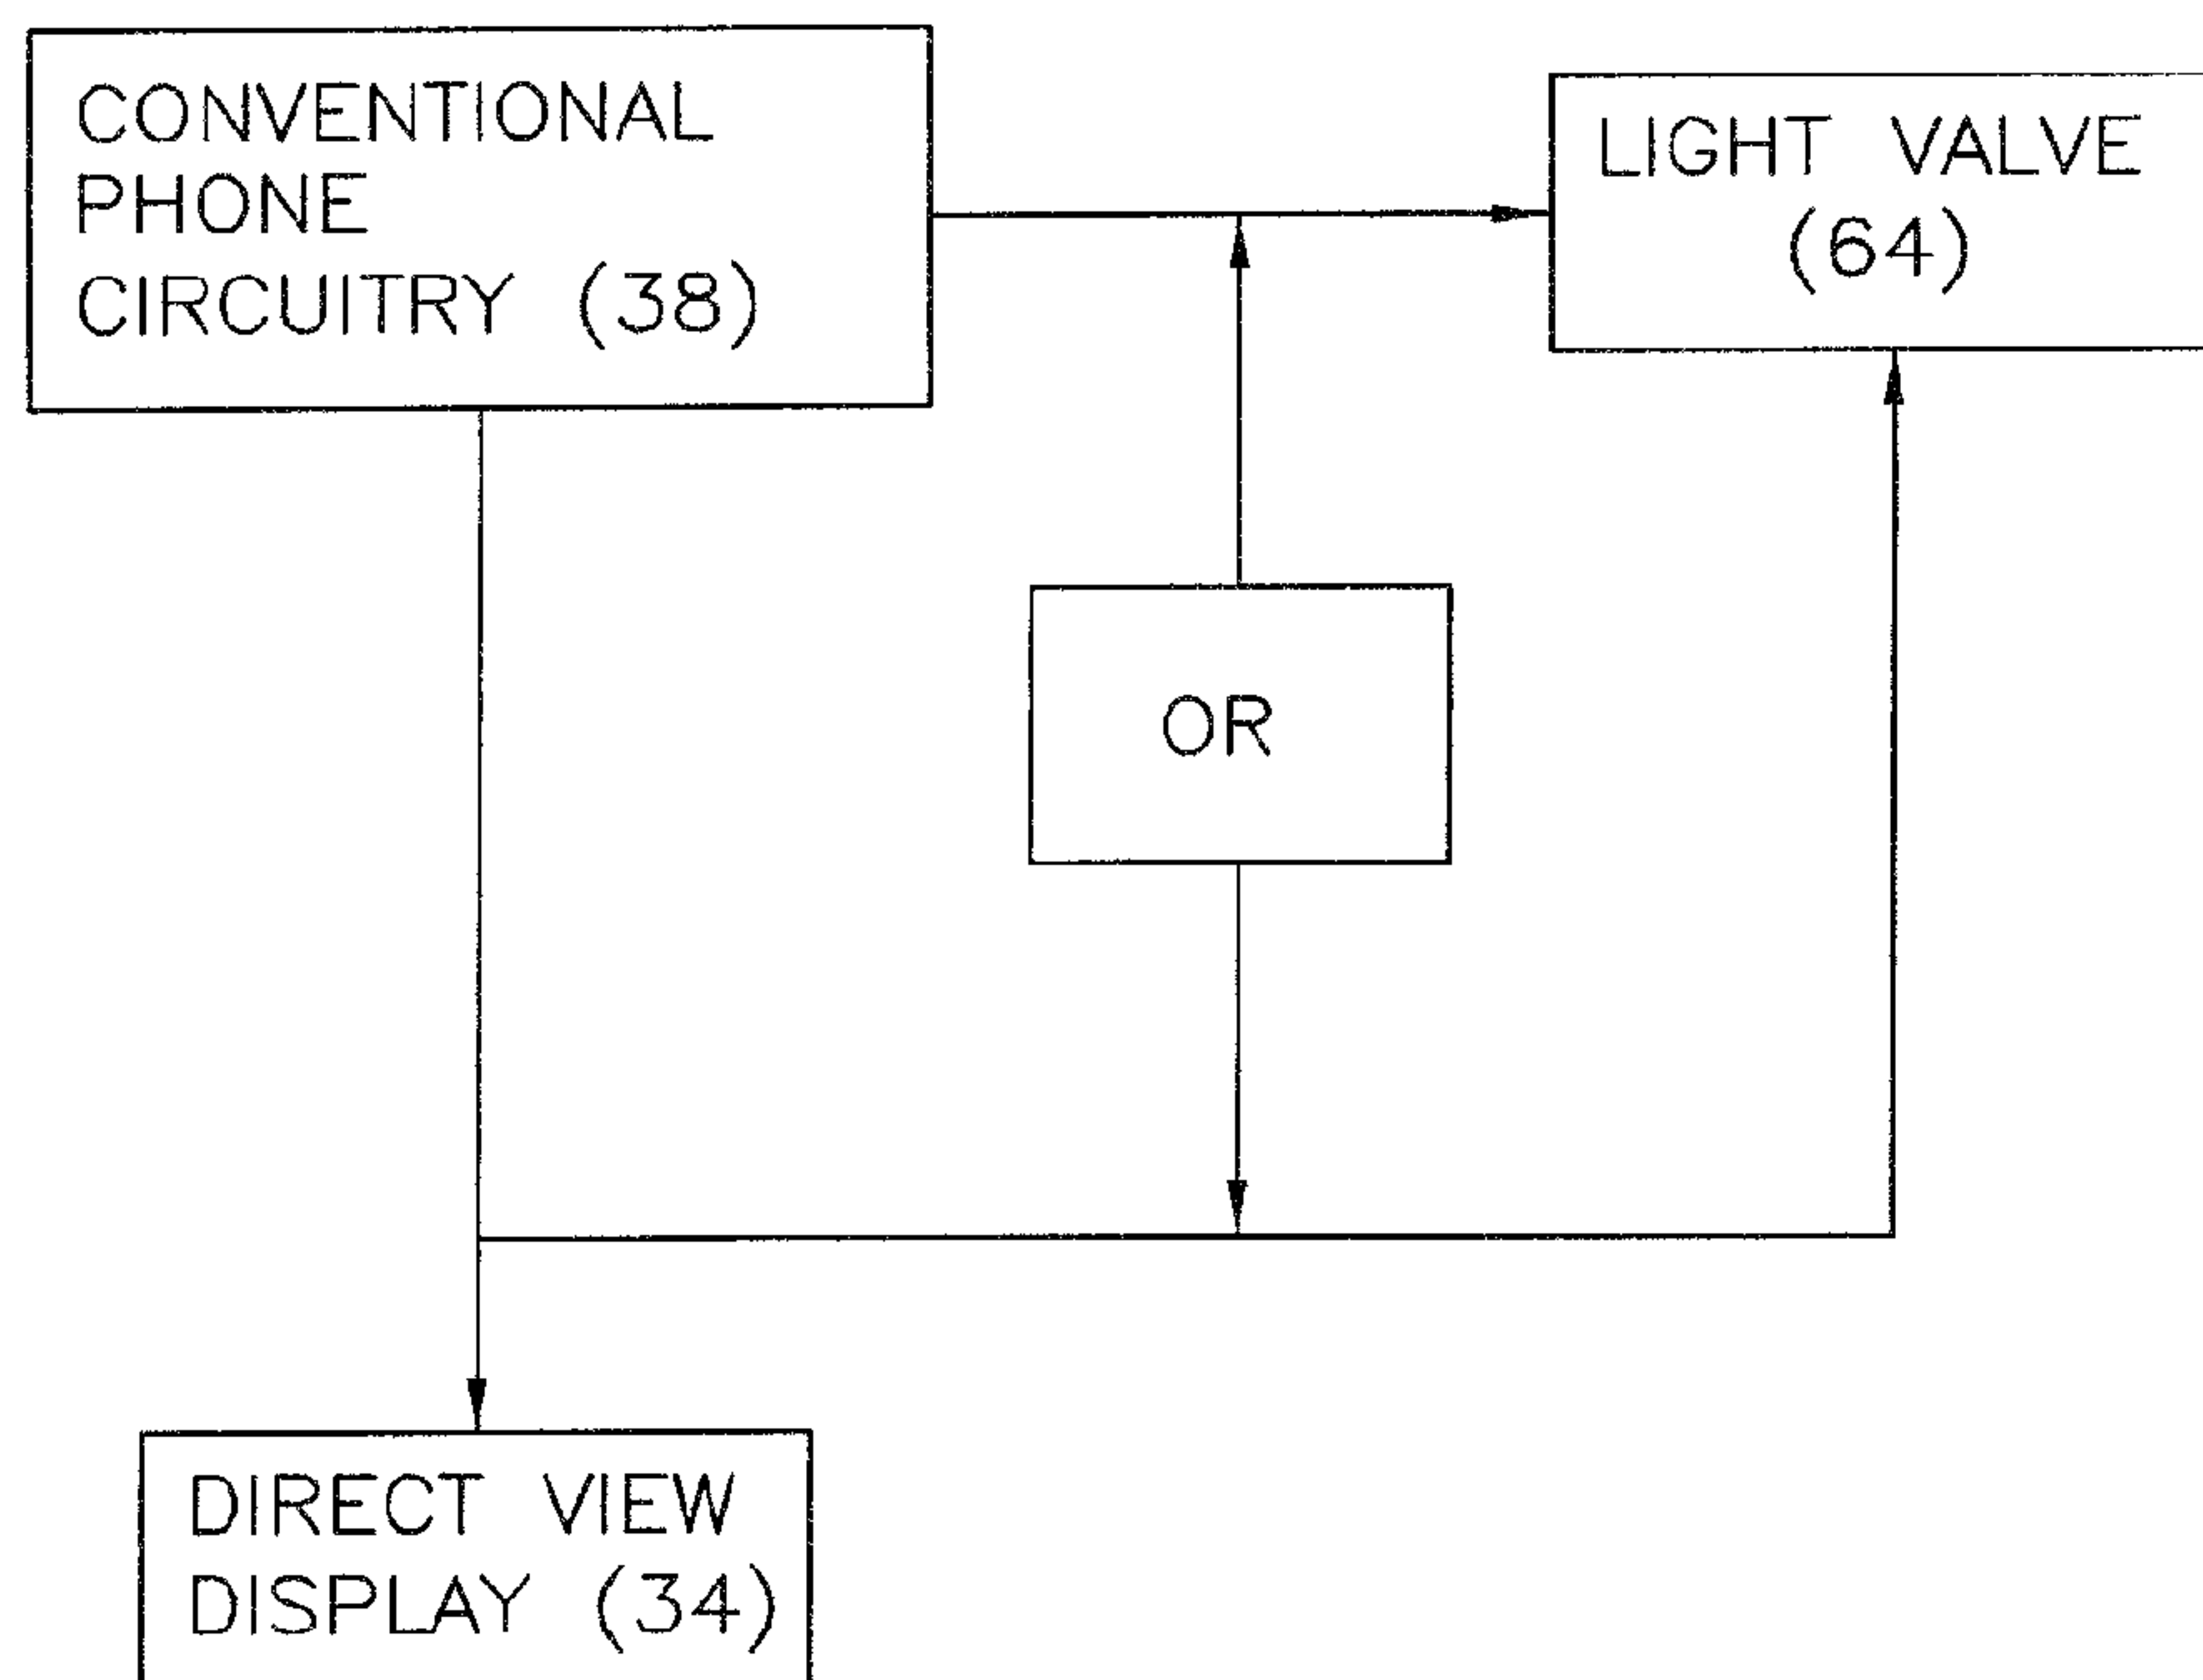 CONVENTIONAL
PHONE
CIRCUITRY (38)
LIGHT VALVE
(64)
OR
DIRECT VIEW
DISPLAY (34)